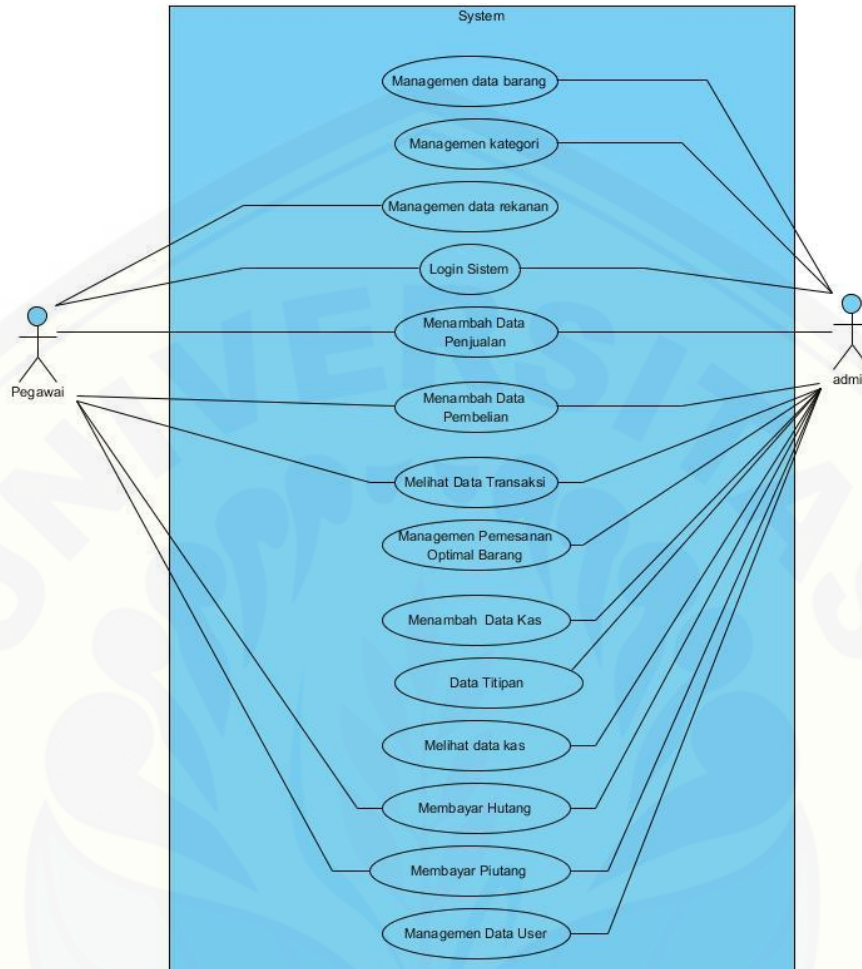 System
Managemen data barang
Managemen kategori
Managemen data rekanan
Login Sistem
Menambah Data
Penjualan
Pegawai
admi
Menambah Data
Pembelian
Melihat Data Transaksi
Managemen Pemesanan
Optimal Barang
Menambah Data Kas
Data Titipan
Melihat data kas
Membayar Hutang
Membayar Piutang
Managemen Data User
UNIVERSITAS